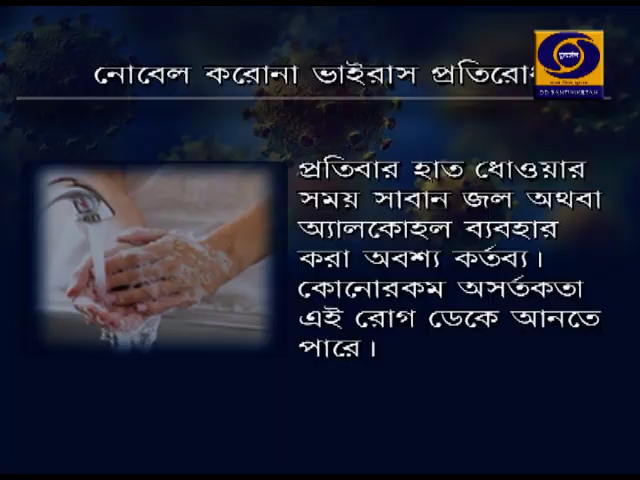 নোবেল করোনা ভাইরাস
প্রতিবার হাত ধোওয়ার
সময় সাবান জল অথবা
অ্যালকোহল ব্যবহার
করা অবশ্য কর্তব্য।
কোনোরকম অসর্তকতা
এই রোগ ডেকে আনতে
পারে।